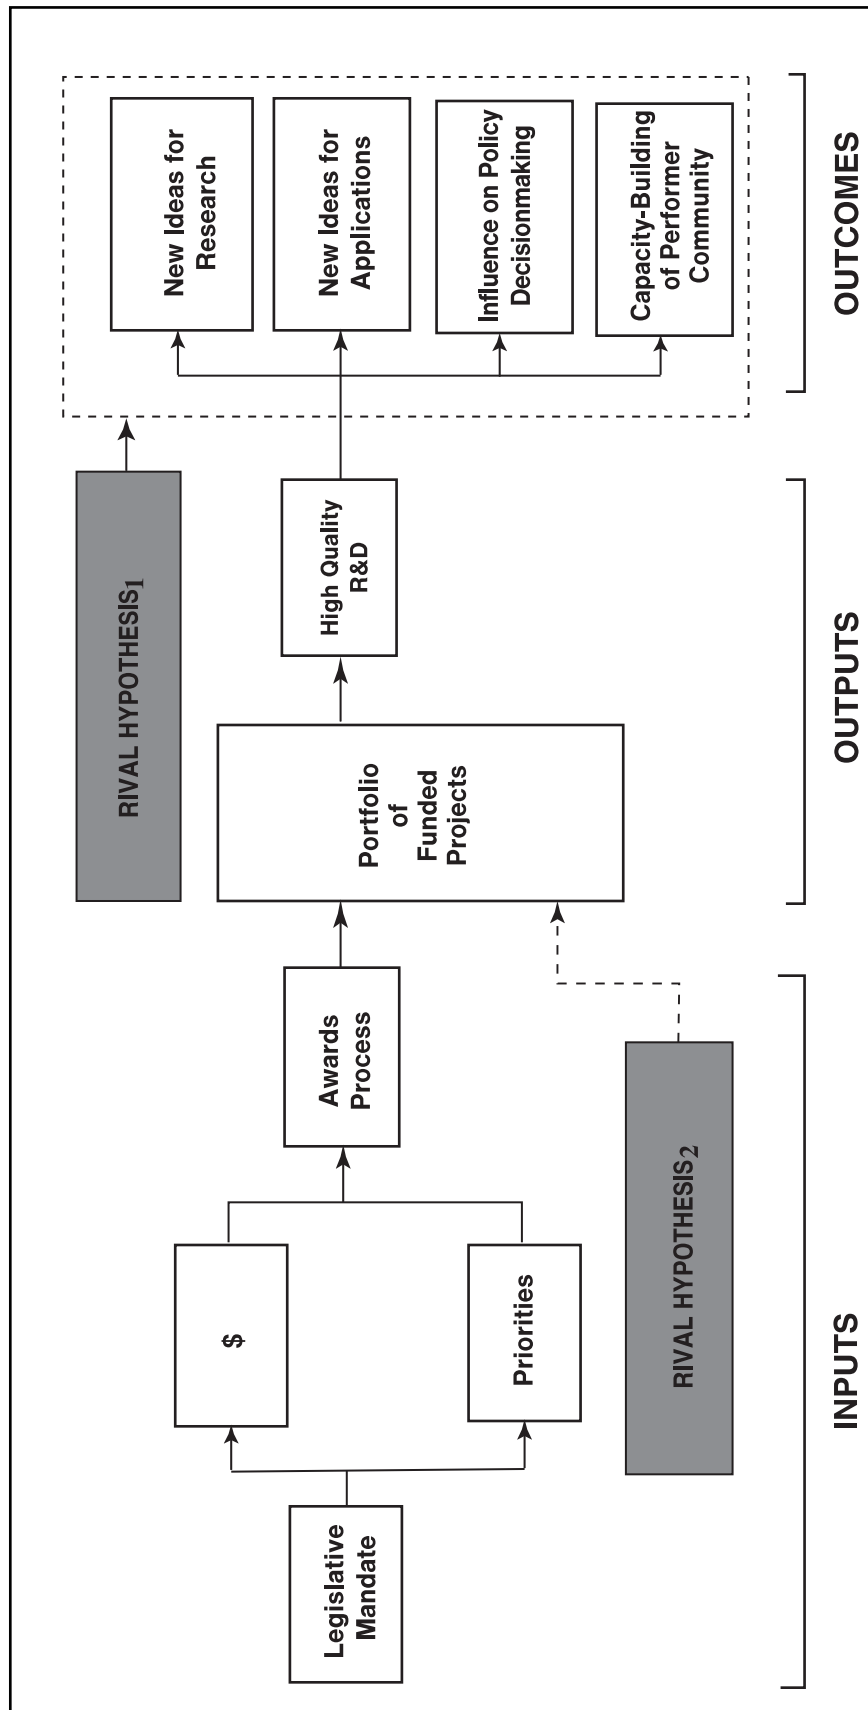 Legislative
Mandate
$
Priorities
Awards
Process
RIVAL HYPOTHESIS2
Portfolio
of
Funded
Projects
RIVAL HYPOTHESIS1
High Quality
R&D
New Ideas for
Research
New Ideas for
Applications
Influence on Policy
Decisionmaking
Capacity-Building
of Performer
Community
INPUTS
OUTPUTS
OUTCOMES